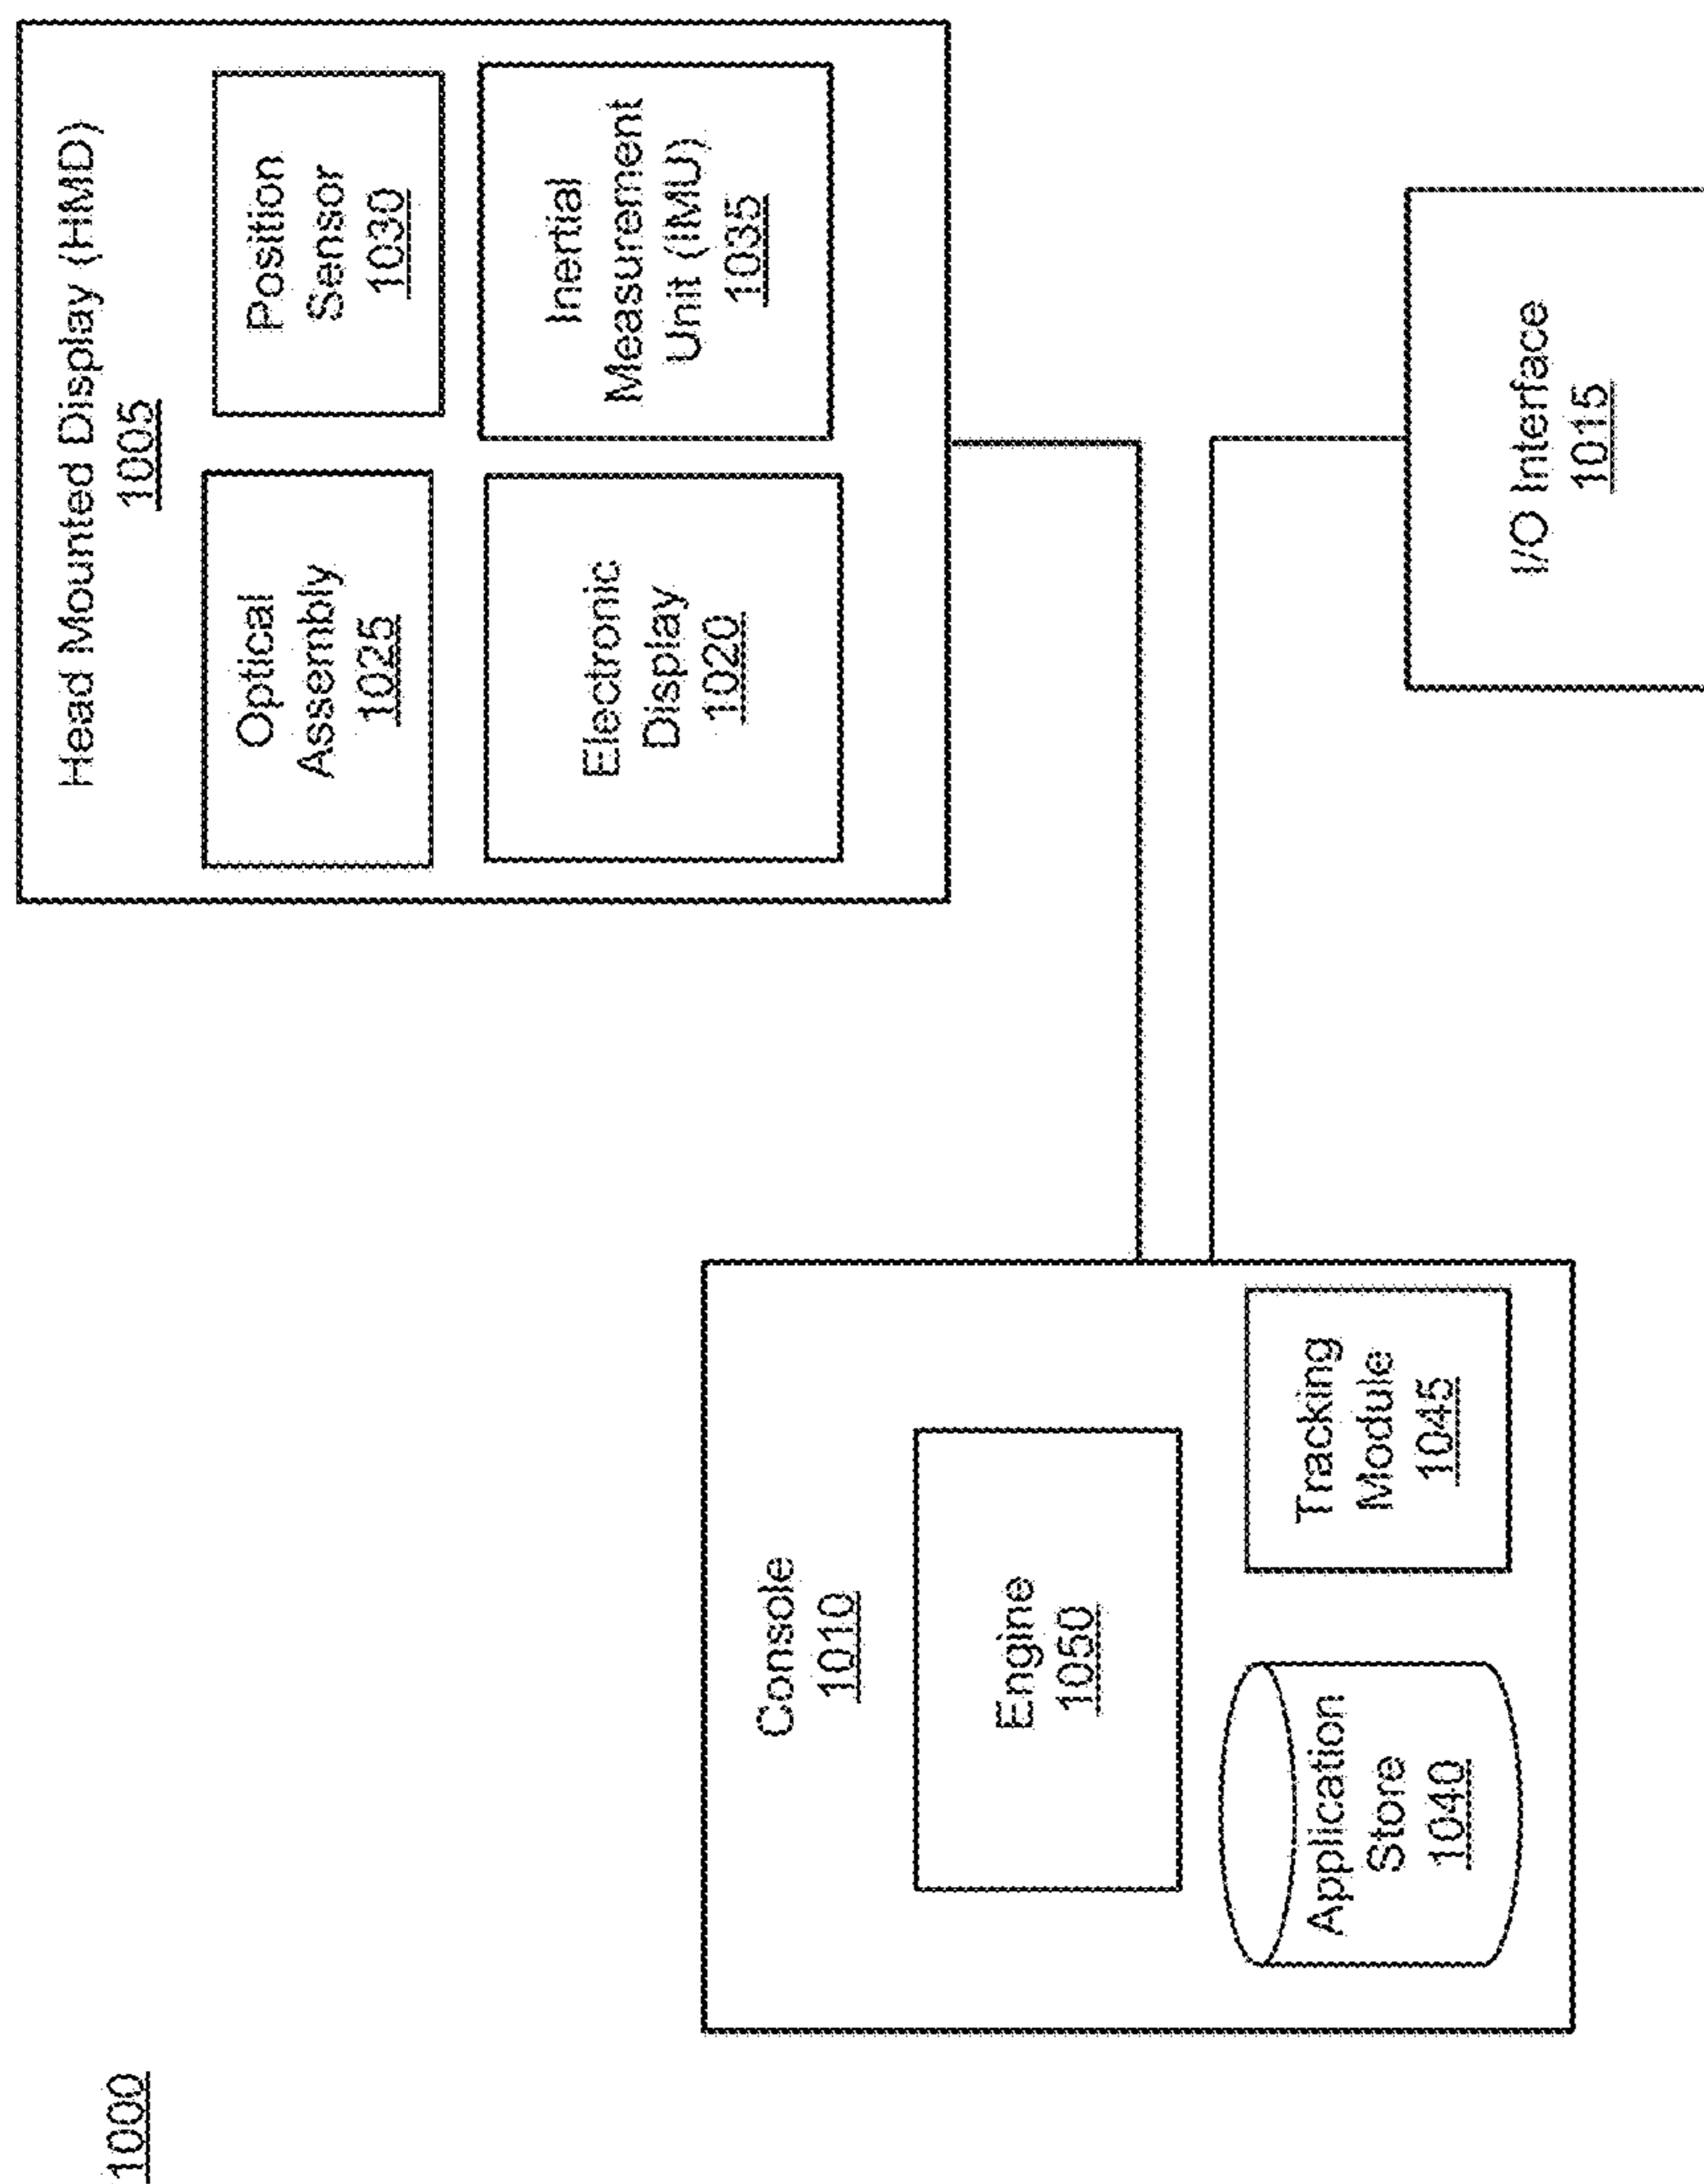 1000
Console
1010
Engine
1050
Application
Store
1040
Tracking
Module
1045
Head Mounted Display (HMD)
1005
Optical
Assembly
1025
Position
Sensor
1030
Electronic
Display
1020
Inertial
Measurement
Unit (IMU)
1035
I/O Interface
1015